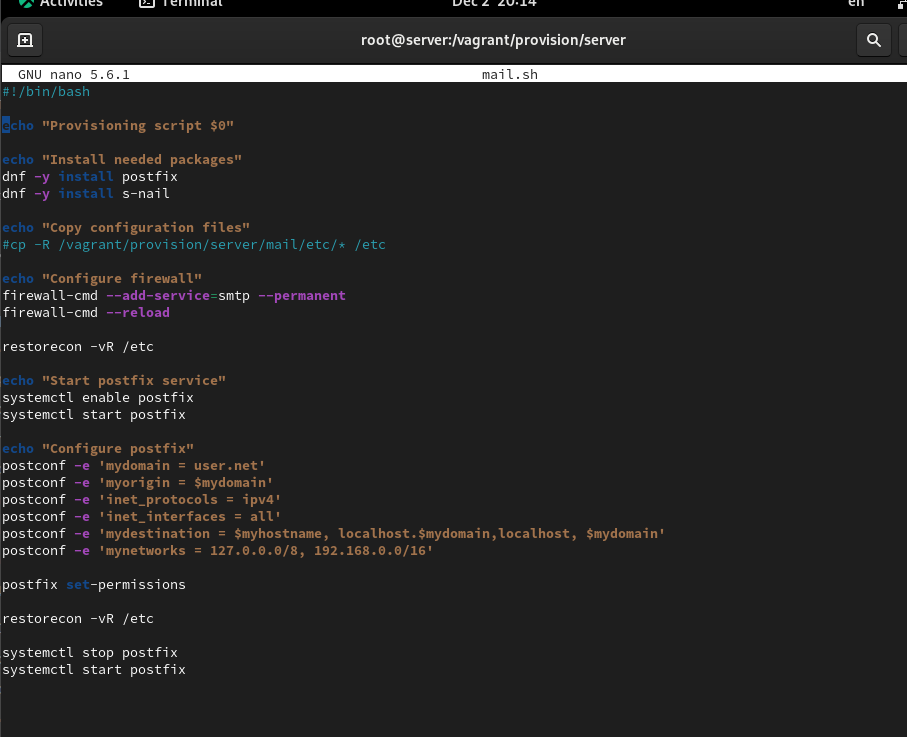 Activities Terminal Dec 2 20:14 en
root@server:/vagrant/provision/server
GNU nano 5.6.1 mail.sh
#!/bin/bash
echo "Provisioning script $0"
echo "Install needed packages"
dnf -y install postfix
dnf -y install s-nail
echo "Copy configuration files"
#cp -R /vagrant/provision/server/mail/etc/* /etc
echo "Configure firewall"
firewall-cmd --add-service=smtp --permanent
firewall-cmd --reload
restorecon -vR /etc
echo "Start postfix service"
systemctl enable postfix
systemctl start postfix
echo "Configure postfix"
postconf -e 'mydomain = user.net'
postconf -e 'myorigin = $mydomain'
postconf -e 'inet_protocols = ipv4'
postconf -e 'inet_interfaces = all'
postconf -e 'mydestination = $myhostname, localhost.$mydomain,localhost, $mydomain'
postconf -e 'mynetworks = 127.0.0.0/8, 192.168.0.0/16'
postfix set-permissions
restorecon -vR /etc
systemctl stop postfix
systemctl start postfix